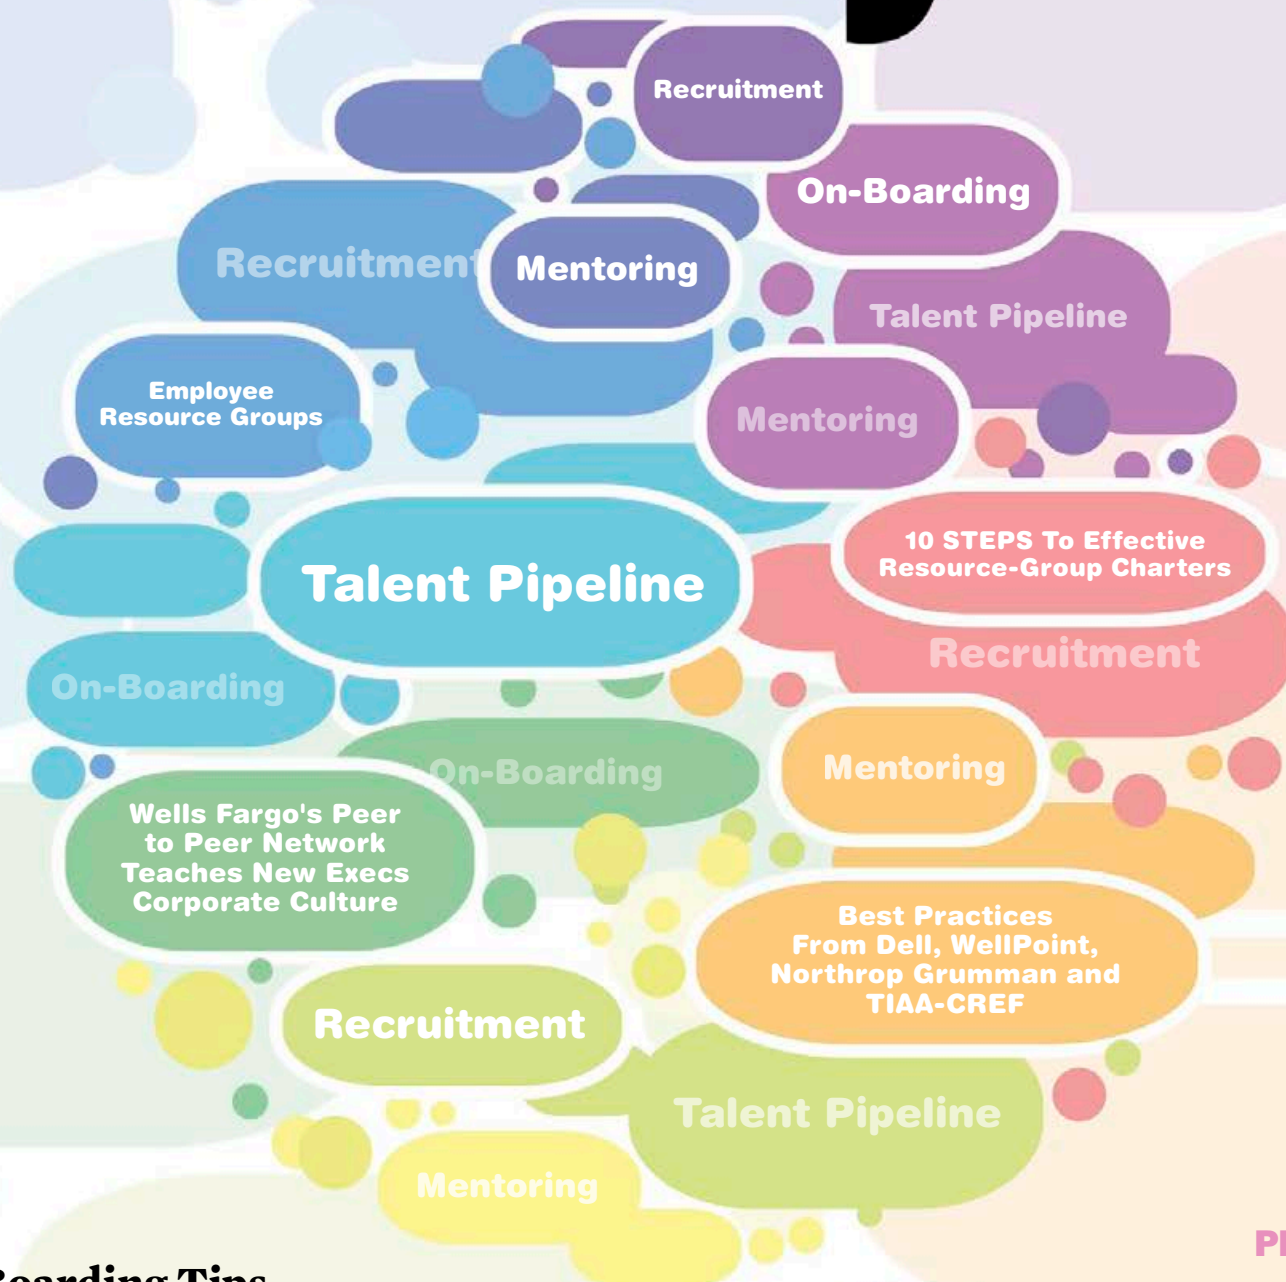 Recruitment
On-Boarding
Recruitment
Mentoring
Talent Pipeline
Employee
Resource Groups
Mentoring
10 STEPS To Effective
Resource-Group Charters
Talent Pipeline
Recruitment
On-Boarding
On-Boarding
Mentoring
Wells Fargo's Peer
to Peer Network
Teaches New Execs
Corporate Culture
Best Practices
From Dell, WellPoint,
Northrop Grumman and
TIAA-CREF
Recruitment
Talent Pipeline
Mentoring
Tips